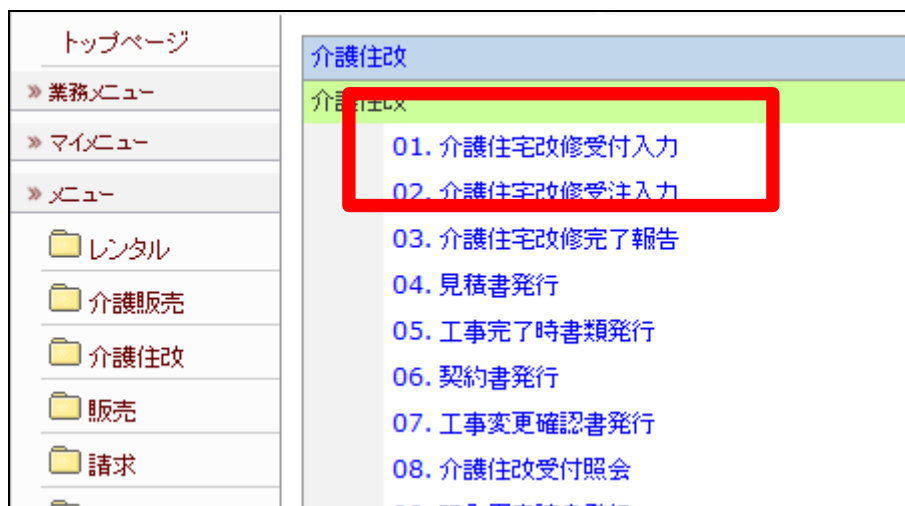 トップページ
» 業務メニュー
» マイメニュー
» メニュー
レンタル
介護販売
介護住改
販売
請求
介護住改
介護住改
01. 介護住宅改修受付入力
02. 介護住宅改修受注入力
03. 介護住宅改修完了報告
04. 見積書発行
05. 工事完了時書類発行
06. 契約書発行
07. 工事変更確認書発行
08. 介護住改受付照会